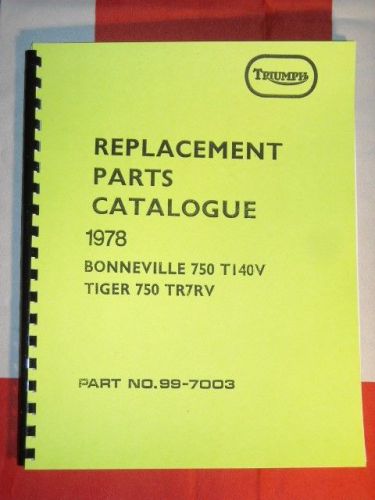 TRIUMPH
REPLACEMENT
PARTS
CATALOGUE
1978
BONNEVILLE 750 T140V
TIGER 750 TR7RV
PART NO.99-7003